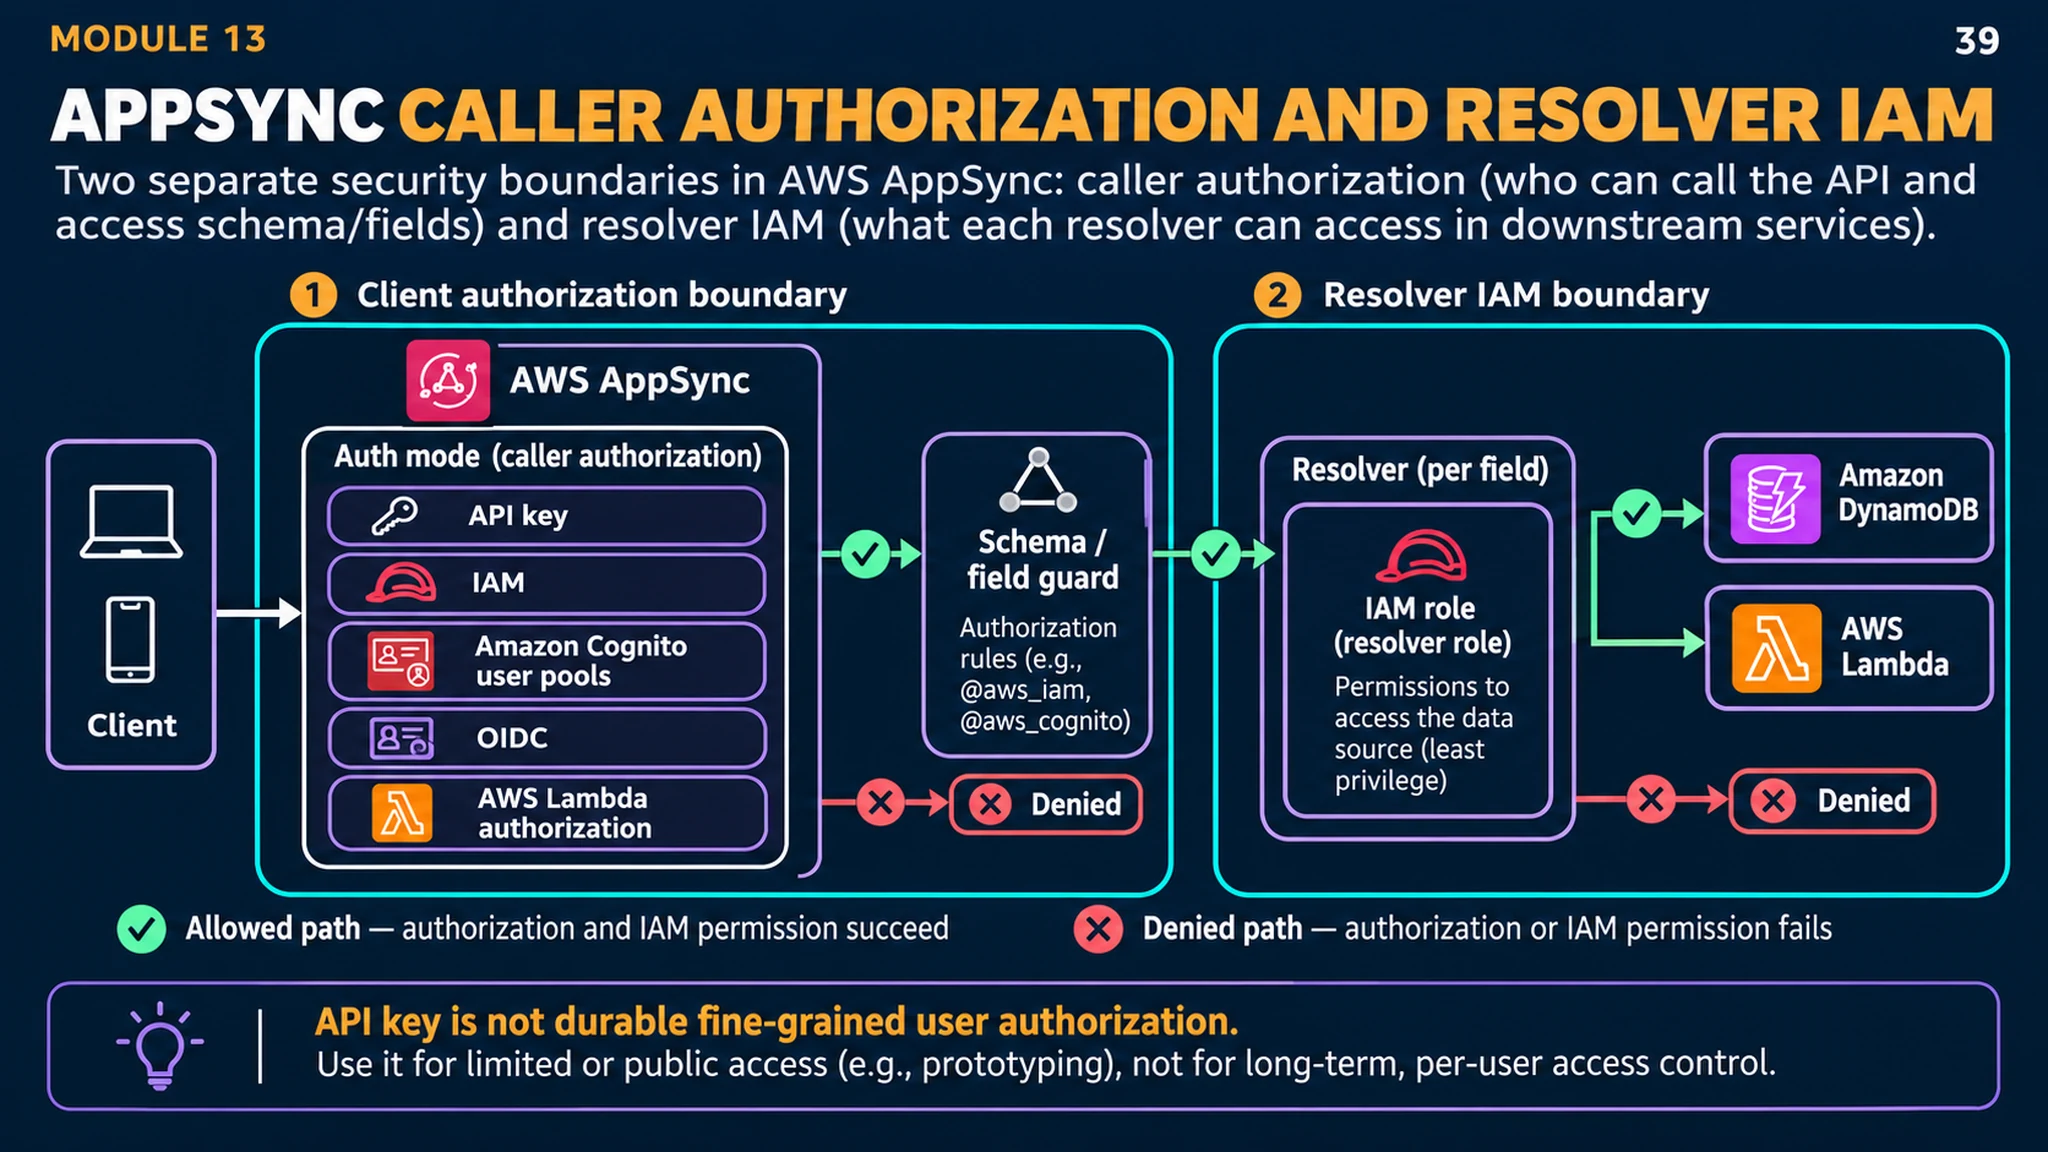 MODULE 13
39
APPSYNC CALLER AUTHORIZATION AND RESOLVER IAM
Two separate security boundaries in AWS AppSync: caller authorization (who can call the API and
access schema/fields) and resolver IAM (what each resolver can access in downstream services).
1 Client authorization boundary
2 Resolver IAM boundary
Client
AWS AppSync
Auth mode (caller authorization)
API key
IAM
Amazon Cognito
user pools
OIDC
AWS Lambda
authorization
Schema /
field guard
Authorization
rules (e.g.,
@aws_iam,
@aws_cognito)
Denied
Resolver (per field)
IAM role
(resolver role)
Permissions to
access the data
source (least
privilege)
Amazon
DynamoDB
AWS
Lambda
Denied
Allowed path — authorization and IAM permission succeed
Denied path — authorization or IAM permission fails
API key is not durable fine-grained user authorization.
Use it for limited or public access (e.g., prototyping), not for long-term, per-user access control.